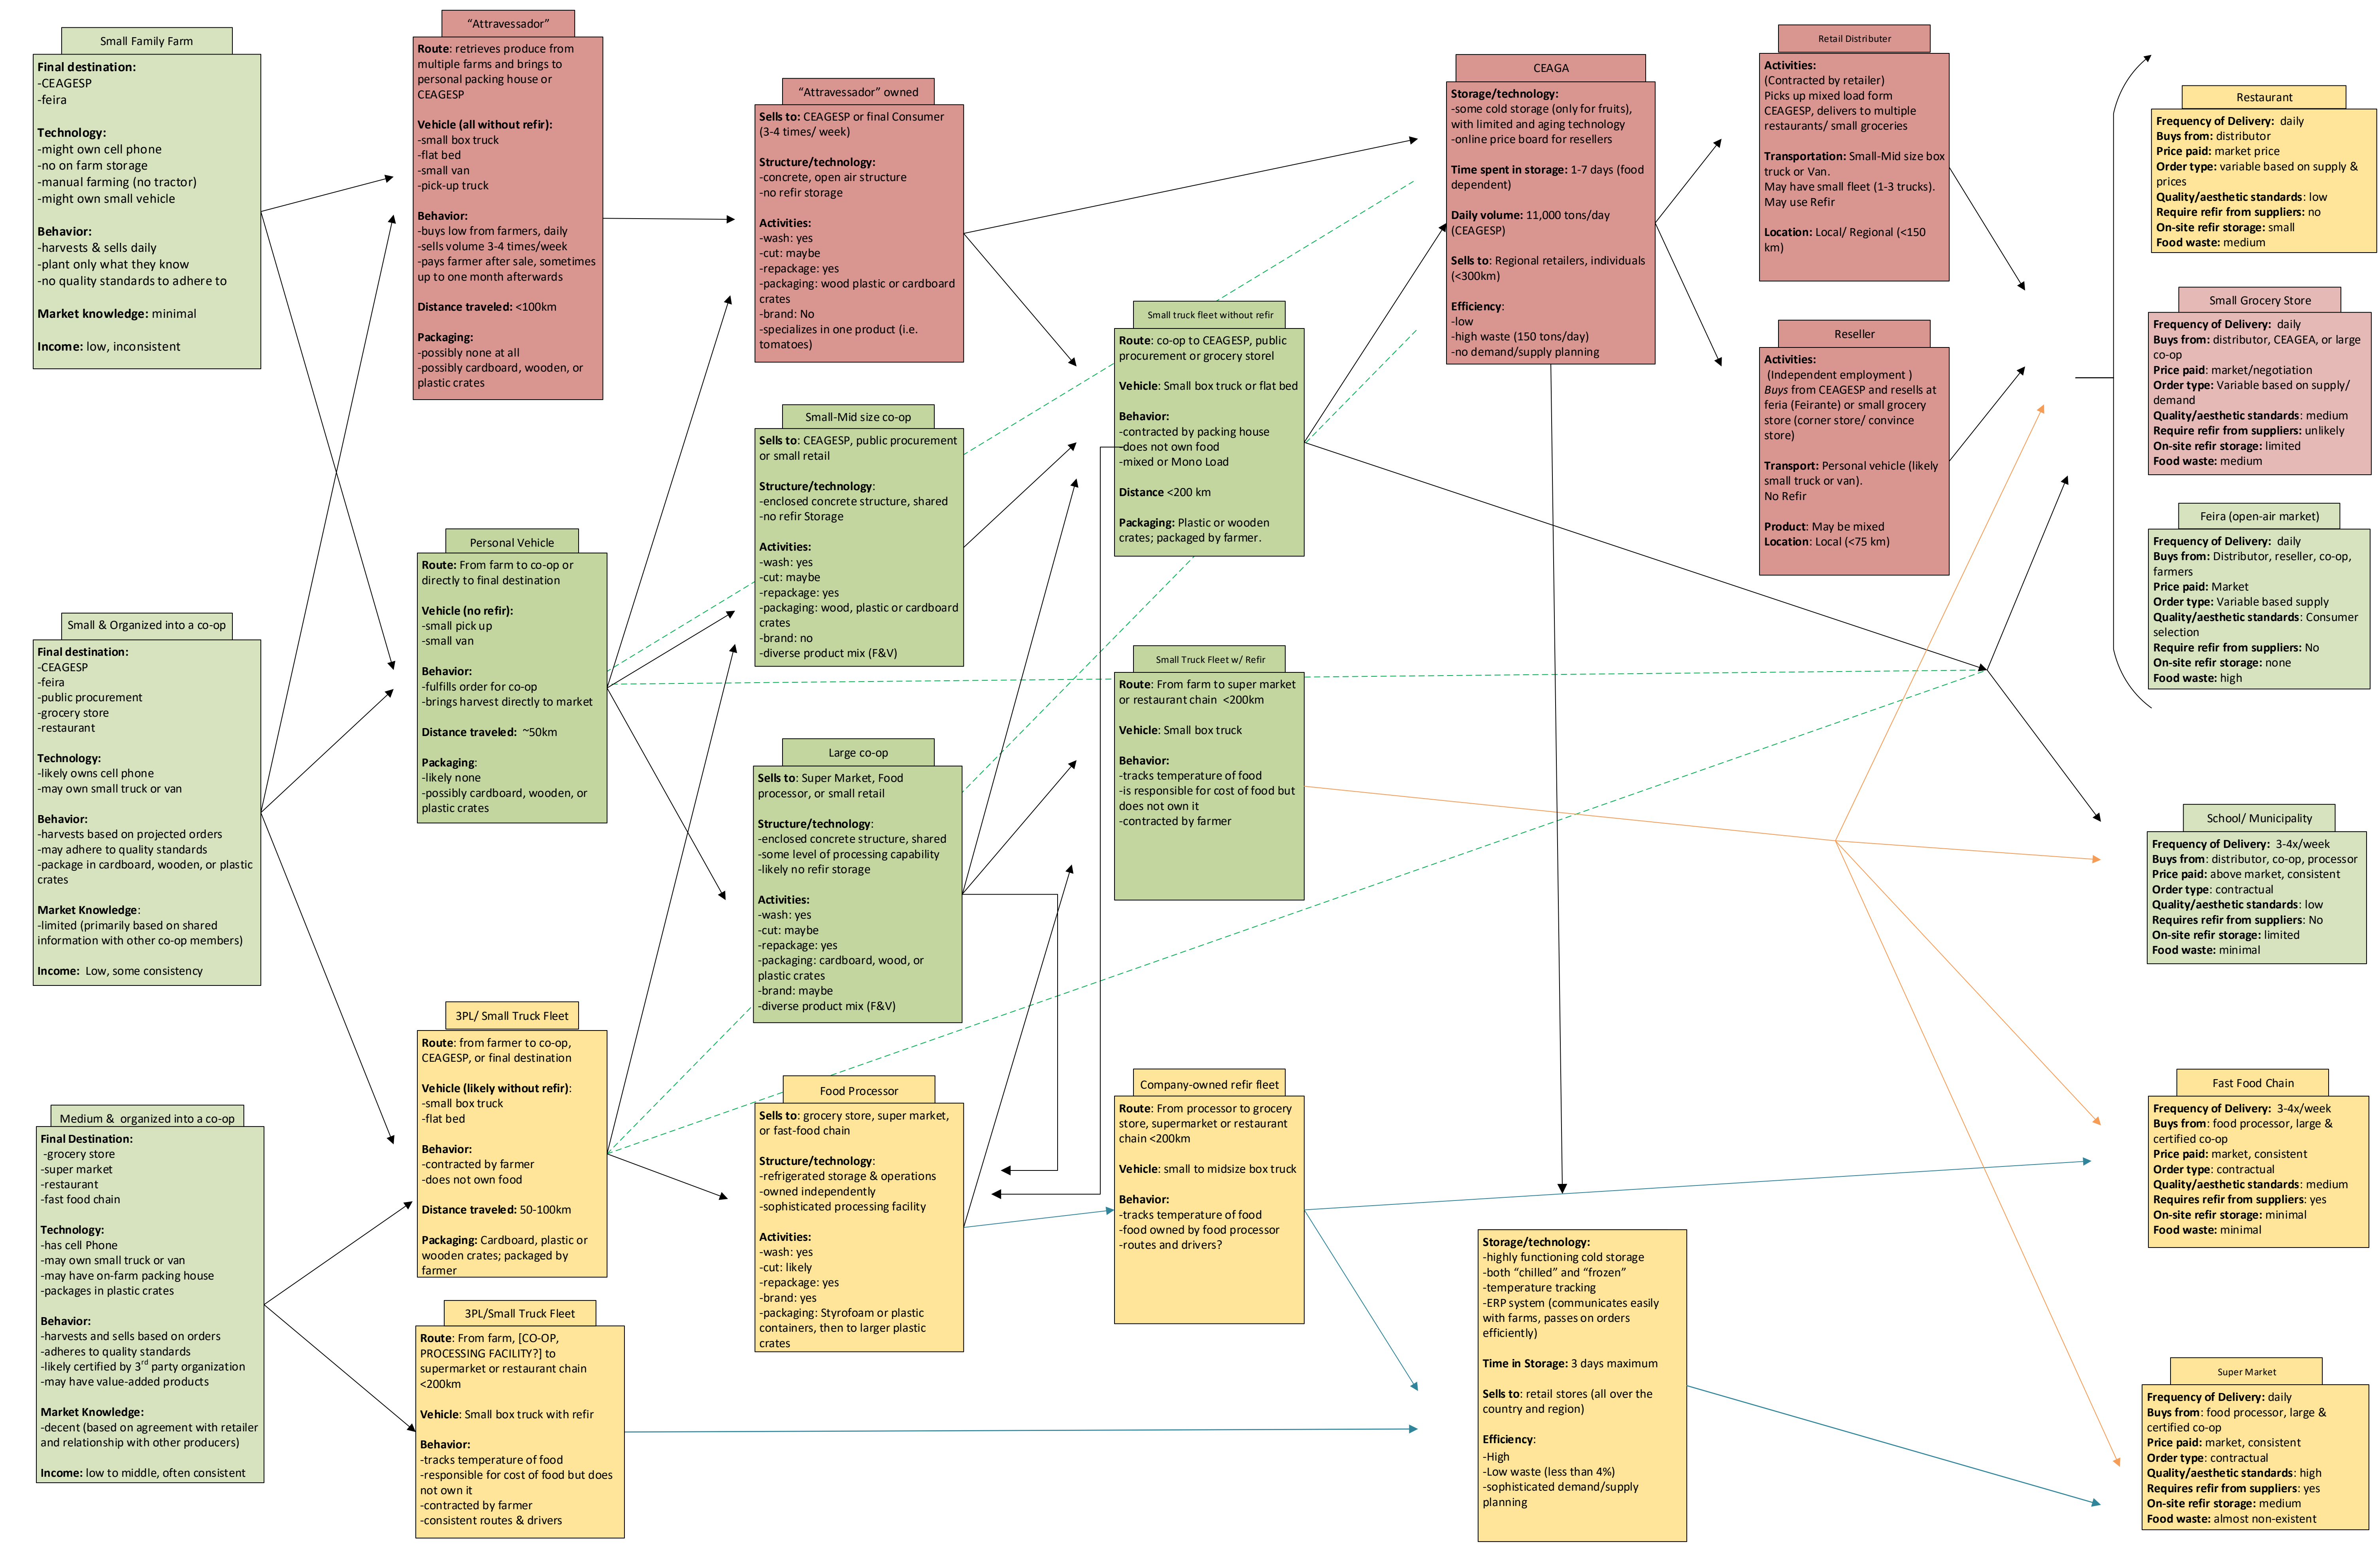 Small Family Farm
Final destination:
-CEAGESP
-feira
Technology:
-might own cell phone
-no on farm storage
-manual farming (no tractor)
-might own small vehicle
Behavior:
-harvests & sells daily
-plant only what they know
-no quality standards to adhere to
Market knowledge: minimal
Income: low, inconsistent
Small & Organized into a co-op
Final destination:
-CEAGESP
-feira
-public procurement
-grocery store
-restaurant
Technology:
-likely owns cell phone
-may own small truck or van
Behavior:
-harvests based on projected orders
-may adhere to quality standards
-package in cardboard, wooden, or plastic
crates
Market Knowledge:
-limited (primarily based on shared
information with other co-op members)
Income:  Low, some consistency
Medium &  organized into a co-op
Final Destination:
-grocery store
-super market
-restaurant
-fast food chain
Technology:
-has cell Phone
-may own small truck or van
-may have on-farm packing house
-packages in plastic crates
Behavior:
-harvests and sells based on orders
-adheres to quality standards
-likely certified by 3rd party organization
-may have value-added products
Market Knowledge:
-decent (based on agreement with retailer
and relationship with other producers)
Income: low to middle, often consistent
“Attravessador”
Route: retrieves produce from
multiple farms and brings to
personal packing house or
CEAGESP
Vehicle (all without refir):
-small box truck
-flat bed
-small van
-pick-up truck
Behavior:
-buys low from farmers, daily
-sells volume 3-4 times/week
-pays farmer after sale, sometimes
up to one month afterwards
Distance traveled: <100km
Packaging:
-possibly none at all
-possibly cardboard, wooden, or
plastic crates
Personal Vehicle
Route: From farm to co-op or
directly to final destination
Vehicle (no refir):
-small pick up
-small van
Behavior:
-fulfills order for co-op
-brings harvest directly to market
Distance traveled:  ~50km
Packaging:
-likely none
-possibly cardboard, wooden, or
plastic crates
3PL/ Small Truck Fleet
Route: from farmer to co-op,
CEAGESP, or final destination
Vehicle (likely without refir):
-small box truck
-flat bed
Behavior:
-contracted by farmer
-does not own food
Distance traveled: 50-100km
Packaging: Cardboard, plastic or
wooden crates; packaged by
farmer
3PL/Small Truck Fleet
Route: From farm, [CO-OP,
PROCESSING FACILITY?] to
supermarket or restaurant chain
<200km
Vehicle: Small box truck with refir
Behavior:
-tracks temperature of food
-responsible for cost of food but does
not own it
-contracted by farmer
-consistent routes & drivers
“Attravessador” owned
Sells to: CEAGESP or final Consumer
(3-4 times/ week)
Structure/technology:
-concrete, open air structure
-no refir storage
Activities:
-wash: yes
-cut: maybe
-repackage: yes
-packaging: wood plastic or cardboard
crates
-brand: No
-specializes in one product (i.e.
tomatoes)
Small-Mid size co-op
Sells to: CEAGESP, public procurement
or small retail
Structure/technology:
-enclosed concrete structure, shared
-no refir Storage
Activities:
-wash: yes
-cut: maybe
-repackage: yes
-packaging: wood, plastic or cardboard
crates
-brand: no
-diverse product mix (F&V)
Large co-op
Sells to: Super Market, Food
processor, or small retail
Structure/technology:
-enclosed concrete structure, shared
-some level of processing capability
-likely no refir storage
Activities:
-wash: yes
-cut: maybe
-repackage: yes
-packaging: cardboard, wood, or
plastic crates
-brand: maybe
-diverse product mix (F&V)
Food Processor
Sells to: grocery store, super market,
or fast-food chain
Structure/technology:
-refrigerated storage & operations
-owned independently
-sophisticated processing facility
Activities:
-wash: yes
-cut: likely
-repackage: yes
-brand: yes
-packaging: Styrofoam or plastic
containers, then to larger plastic
crates
Small truck fleet without refir
Route: co-op to CEAGESP, public
procurement or grocery storel
Vehicle: Small box truck or flat bed
Behavior:
-contracted by packing house
-does not own food
-mixed or Mono Load
Distance <200 km
Packaging: Plastic or wooden
crates; packaged by farmer.
Small Truck Fleet w/ Refir
Route: From farm to super market
or restaurant chain  <200km
Vehicle: Small box truck
Behavior:
-tracks temperature of food
-is responsible for cost of food but
does not own it
-contracted by farmer
Company-owned refir fleet
Route: From processor to grocery
store, supermarket or restaurant
chain <200km
Vehicle: small to midsize box truck
Behavior:
-tracks temperature of food
-food owned by food processor
-routes and drivers?
CEAGA
Storage/technology:
-some cold storage (only for fruits),
with limited and aging technology
-online price board for resellers
Time spent in storage: 1-7 days (food
dependent)
Daily volume: 11,000 tons/day
(CEAGESP)
Sells to: Regional retailers, individuals
(<300km)
Efficiency:
-low
-high waste (150 tons/day)
-no demand/supply planning
Storage/technology:
-highly functioning cold storage
-both “chilled” and “frozen”
-temperature tracking
-ERP system (communicates easily
with farms, passes on orders
efficiently)
Time in Storage: 3 days maximum
Sells to: retail stores (all over the
country and region)
Efficiency:
-High
-Low waste (less than 4%)
-sophisticated demand/supply
planning
Retail Distributer
Activities:
(Contracted by retailer)
Picks up mixed load form
CEAGESP, delivers to multiple
restaurants/ small groceries
Transportation: Small-Mid size box
truck or Van.
May have small fleet (1-3 trucks).
May use Refir
Location: Local/ Regional (<150
km)
Reseller
Activities:
(Independent employment )
Buys from CEAGESP and resells at
feria (Feirante) or small grocery
store (corner store/ convince
store)
Transport: Personal vehicle (likely
small truck or van).
No Refir
Product: May be mixed
Location: Local (<75 km)
Restaurant
Frequency of Delivery:  daily
Buys from: distributor
Price paid: market price
Order type: variable based on supply &
prices
Quality/aesthetic standards: low
Require refir from suppliers: no
On-site refir storage: small
Food waste: medium
Small Grocery Store
Frequency of Delivery:  daily
Buys from: distributor, CEAGEA, or large
co-op
Price paid: market/negotiation
Order type: Variable based on supply/
demand
Quality/aesthetic standards: medium
Require refir from suppliers: unlikely
On-site refir storage: limited
Food waste: medium
Feira (open-air market)
Frequency of Delivery:  daily
Buys from: Distributor, reseller, co-op,
farmers
Price paid: Market
Order type: Variable based supply
Quality/aesthetic standards: Consumer
selection
Require refir from suppliers: No
On-site refir storage: none
Food waste: high
School/ Municipality
Frequency of Delivery:  3-4x/week
Buys from: distributor, co-op, processor
Price paid: above market, consistent
Order type: contractual
Quality/aesthetic standards: low
Requires refir from suppliers: No
On-site refir storage: limited
Food waste: minimal
Fast Food Chain
Frequency of Delivery:  3-4x/week
Buys from: food processor, large &
certified co-op
Price paid: market, consistent
Order type: contractual
Quality/aesthetic standards: medium
Requires refir from suppliers: yes
On-site refir storage: minimal
Food waste: minimal
Super Market
Frequency of Delivery: daily
Buys from: food processor, large &
certified co-op
Price paid: market, consistent
Order type: contractual
Quality/aesthetic standards: high
Requires refir from suppliers: yes
On-site refir storage: medium
Food waste: almost non-existent